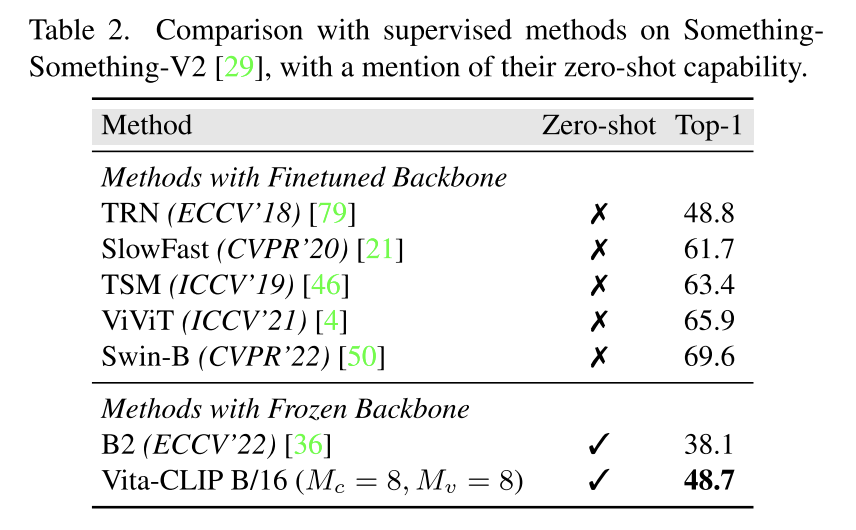 Table 2. Comparison with supervised methods on Something-
Something-V2 [29], with a mention of their zero-shot capability.
Method Zero-shot Top-1
Methods with Finetuned Backbone
TRN (ECCV'18) [79] ✗ 48.8
SlowFast (CVPR'20) [21] ✗ 61.7
TSM (ICCV'19) [46] ✗ 63.4
ViViT (ICCV'21) [4] ✗ 65.9
Swin-B (CVPR'22) [50] ✗ 69.6
Methods with Frozen Backbone
B2 (ECCV'22) [36] ✓ 38.1
Vita-CLIP B/16 (M_c = 8, M_v = 8) ✓ 48.7